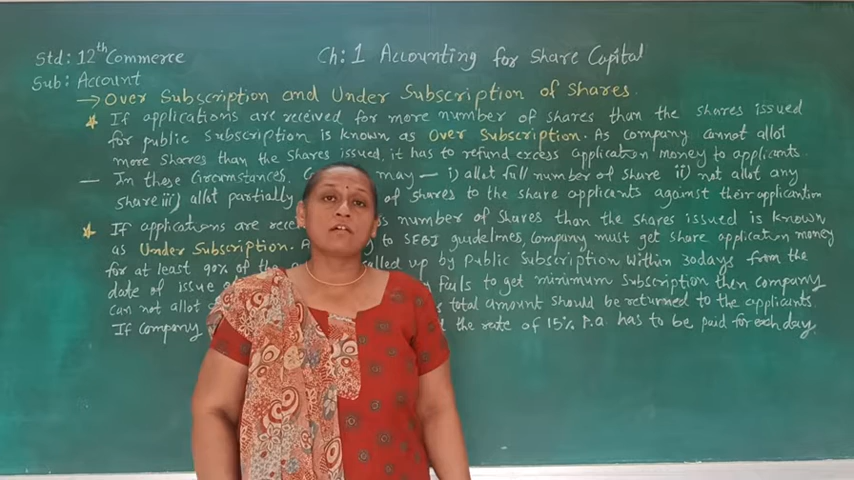 Std: 12th Commerce
Ch: 1 Accounting for Share Capital
Sub: Account
→ Over Subscription and Under Subscription of Shares.
★ If applications are received for more number of shares than the shares issued
for public subscription is known as Over Subscription. As company cannot allot
more shares than the shares issued, it has to refund excess application money to applicants.
— In these circumstances, may — i) allot full number of share ii) not allot any
share iii) allot partially of shares to the share applicants against their application
★ If applications are number of shares than the shares issued is known
as Under Subscription. to SEBI guidelines, Company must get share application money
for at least 90% of the called up by public subscription within 30 days from the
date of issue fails to get minimum subscription then company
can not allot total amount should be returned to the applicants.
If company the rate of 15% P.a. has to be paid for each day.